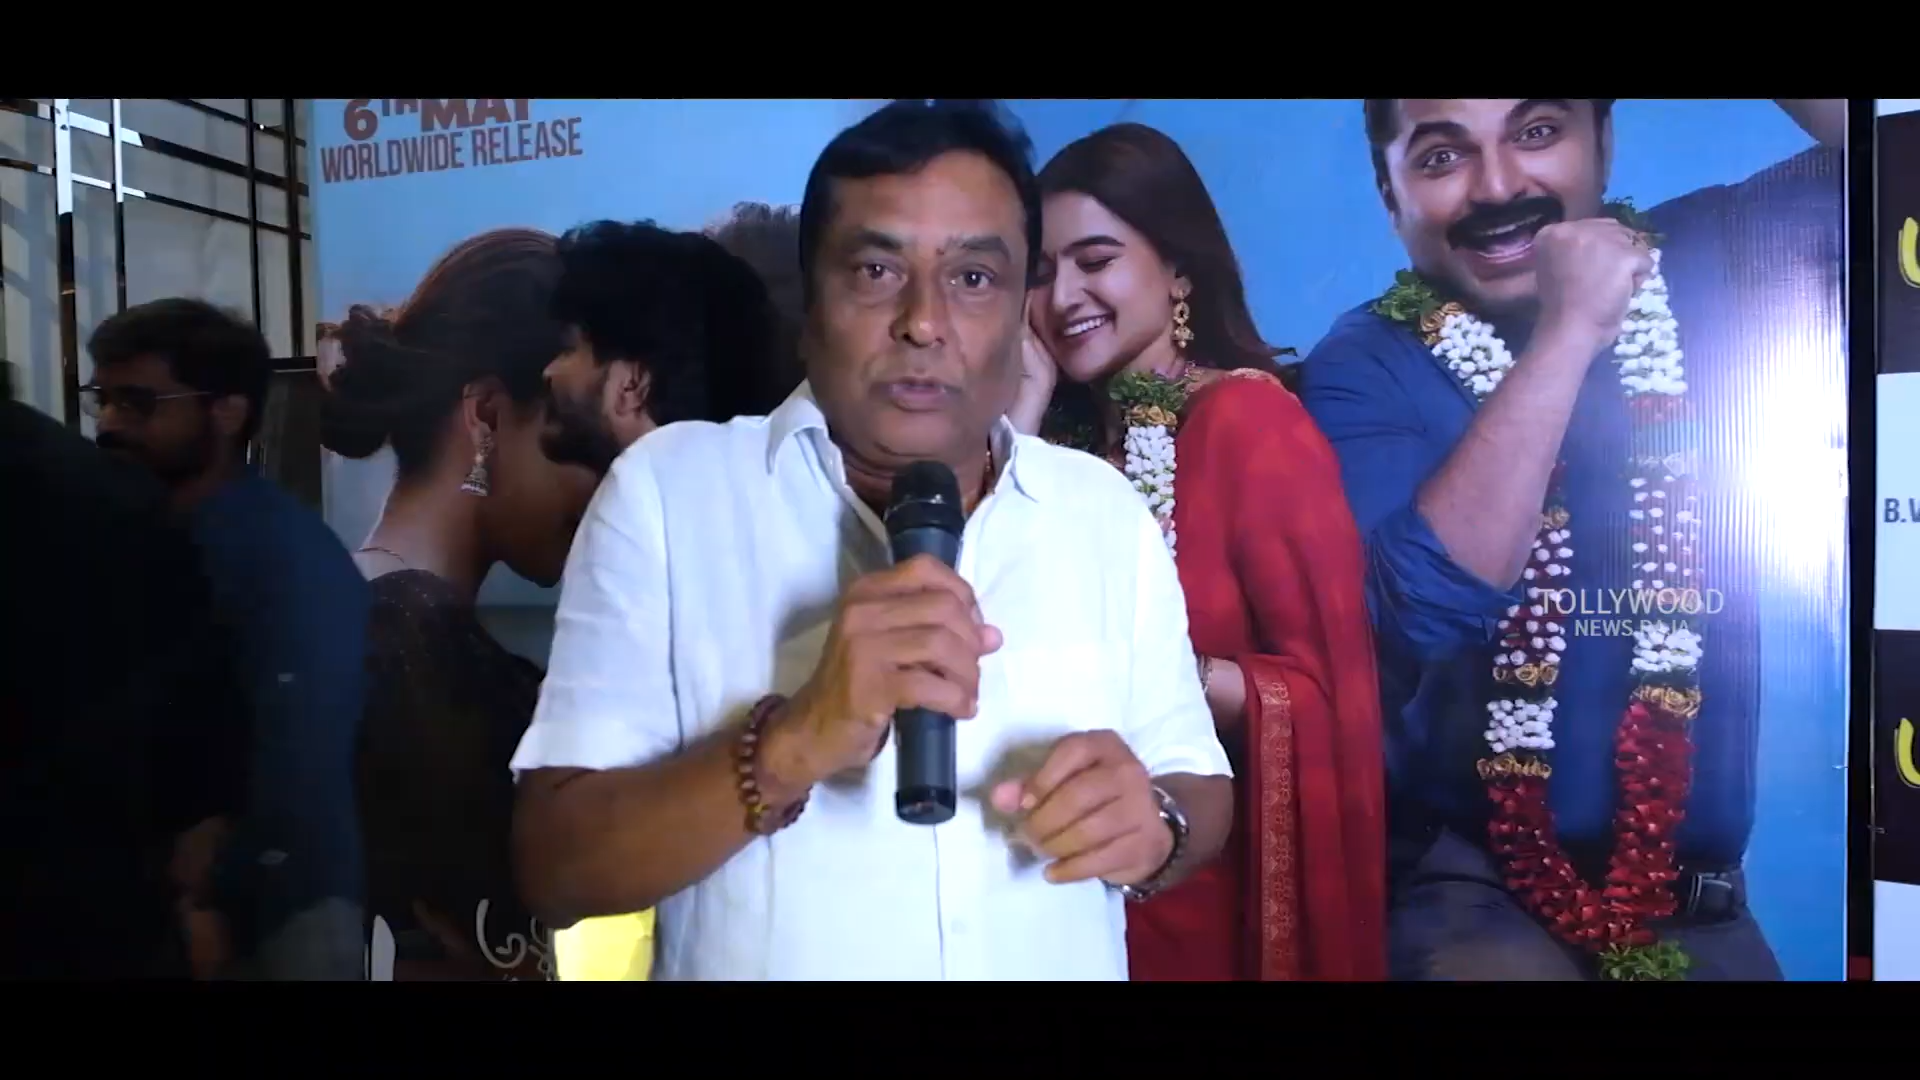 6TH MAY
WORLDWIDE RELEASE
TOLLYWOOD
NEWS RAJA
B.V